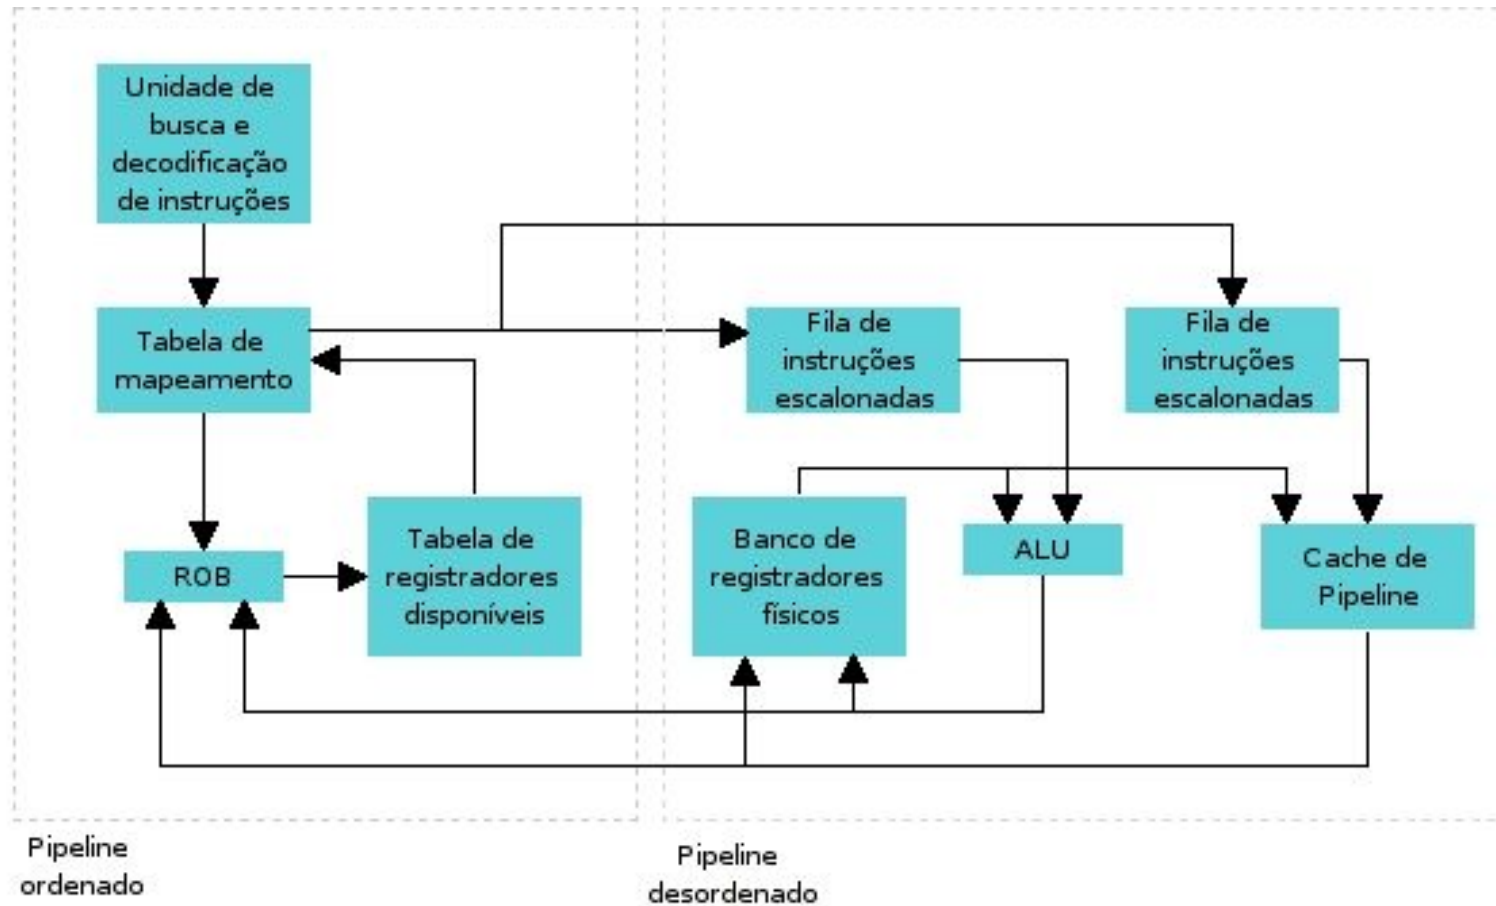 Unidade de
busca e
decodificação
de instruções
Tabela de
mapeamento
Fila de
instruções
escalonadas
Fila de
instruções
escalonadas
ROB
Tabela de
registradores
disponíveis
Banco de
registradores
físicos
ALU
Cache de
Pipeline
Pipeline
ordenado
Pipeline
desordenado